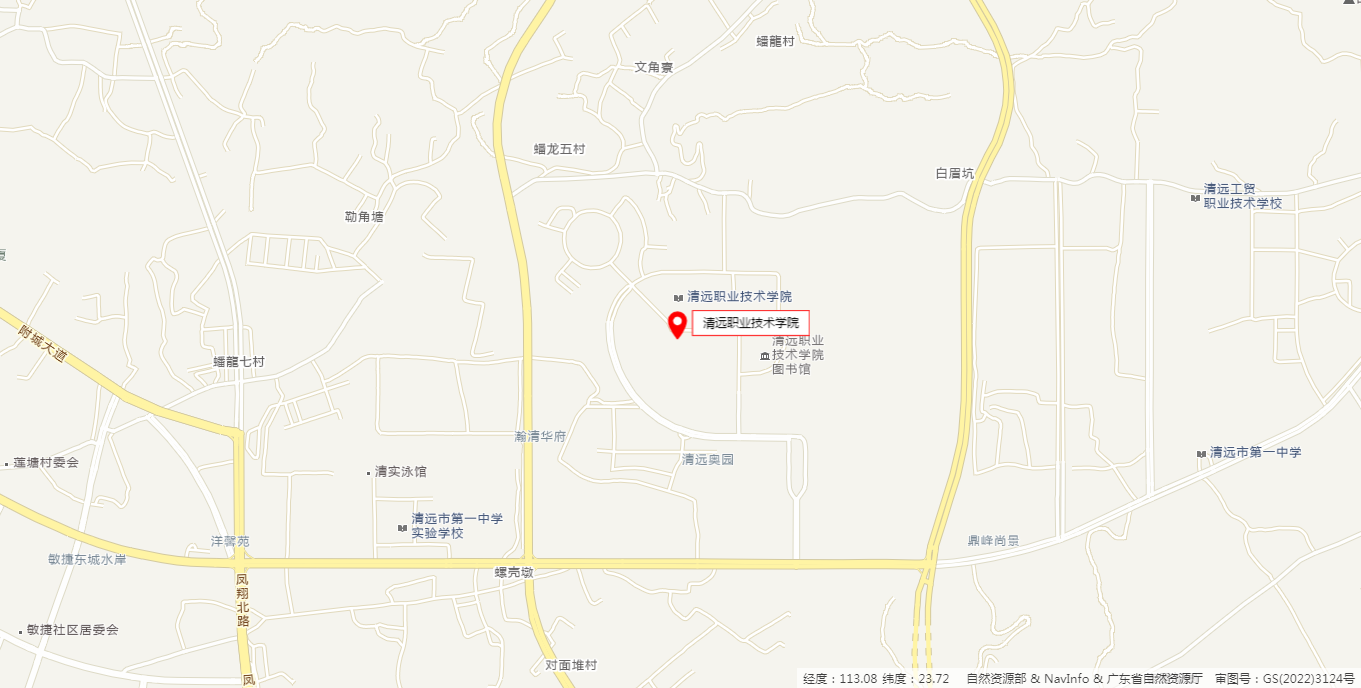 蟠龍村
文角寮
蟠龙五村
白眉坑
清远工贸
职业技术学校
勒角塘
厦
清远职业技术学院
清远职业技术学院
清远职业
技术学院
图书馆
附城大道
蟠龍七村
瀚清华府
清远奥园
清远市第一中学
莲塘村委会
清实泳馆
清远市第一中学
实验学校
洋馨苑
鼎峰尚景
敏捷东城水岸
螺壳墩
凤翔北路
敏捷社区居委会
对面堆村
凤
经度：113.08 纬度：23.72 自然资源部 & NavInfo & 广东省自然资源厅 审图号：GS(2022)3124号